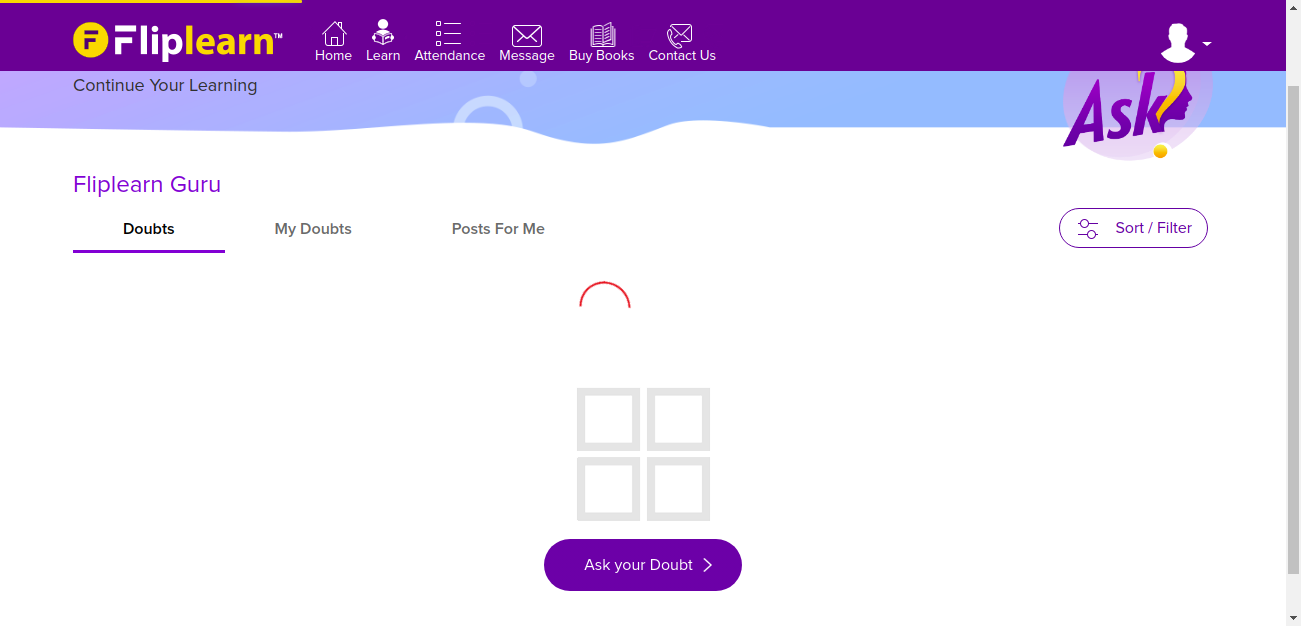 Fliplearn™
Home Learn Attendance Message Buy Books Contact Us
Continue Your Learning
Ask?
Fliplearn Guru
Doubts My Doubts Posts For Me Sort / Filter
Ask your Doubt